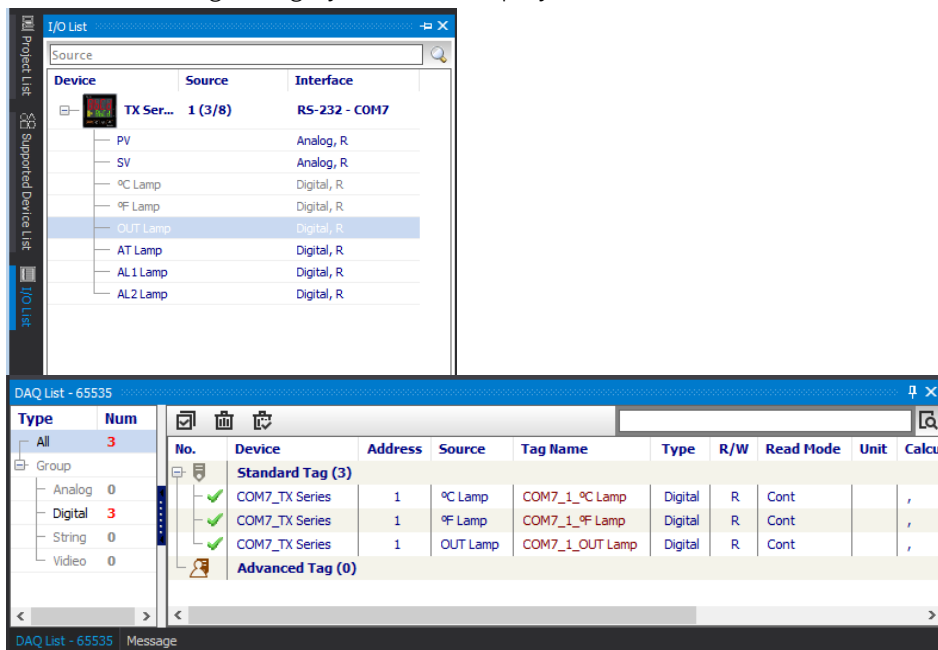 I/O List
Project List
Supported Device List
I/O List
Source
Device Source Interface
TX Ser... 1 (3/8) RS-232 - COM7
PV Analog, R
SV Analog, R
ºC Lamp Digital, R
ºF Lamp Digital, R
OUT Lamp Digital, R
AT Lamp Digital, R
AL1 Lamp Digital, R
AL2 Lamp Digital, R
DAQ List - 65535
Type Num
All 3
Group
Analog 0
Digital 3
String 0
Vidieo 0
No. Device Address Source Tag Name Type R/W Read Mode Unit Calcu
Standard Tag (3)
COM7_TX Series 1 ºC Lamp COM7_1_ºC Lamp Digital R Cont ,
COM7_TX Series 1 ºF Lamp COM7_1_ºF Lamp Digital R Cont ,
COM7_TX Series 1 OUT Lamp COM7_1_OUT Lamp Digital R Cont ,
Advanced Tag (0)
DAQ List - 65535 Message